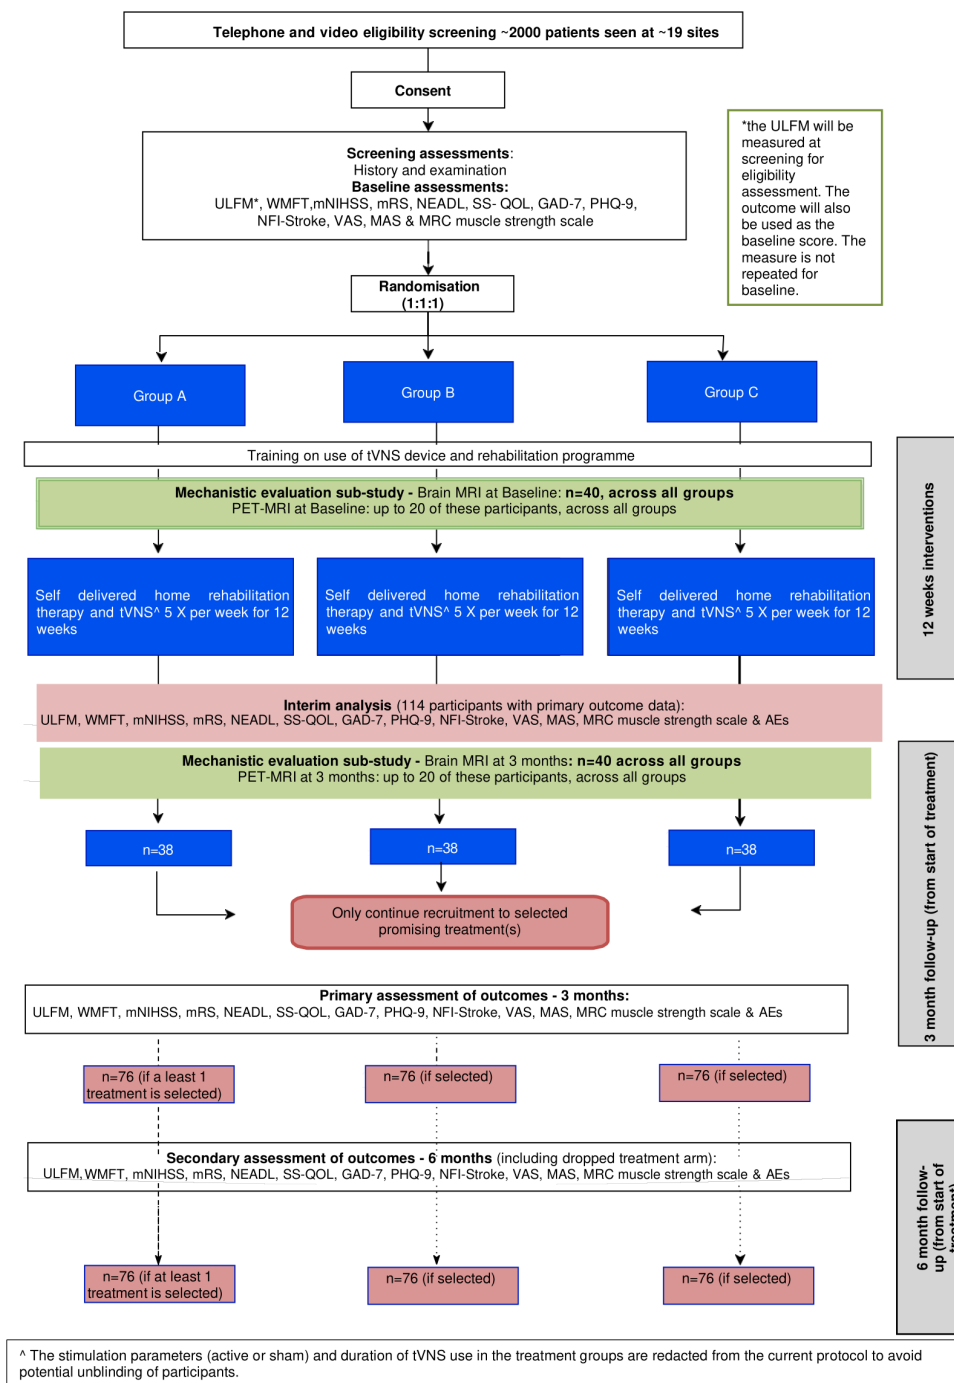 Telephone and video eligibility screening ~2000 patients seen at ~19 sites
Consent
*the ULFM will be
measured at
screening for
eligibility
assessment. The
outcome will also
be used as the
baseline score. The
measure is not
repeated for
baseline.
Screening assessments:
History and examination
Baseline assessments:
ULFM*, WMFT,mNIHSS, mRS, NEADL, SS- QOL, GAD-7, PHQ-9,
NFI-Stroke, VAS, MAS & MRC muscle strength scale
Randomisation
(1:1:1)
Group A
Group B
Group C
Training on use of tVNS device and rehabilitation programme
Mechanistic evaluation sub-study - Brain MRI at Baseline: n=40, across all groups
PET-MRI at Baseline: up to 20 of these participants, across all groups
12 weeks interventions
Self delivered home rehabilitation
therapy and tVNS^ 5 X per week for 12
weeks
Self delivered home rehabilitation
therapy and tVNS^ 5 X per week for 12
weeks
Self delivered home rehabilitation
therapy and tVNS^ 5 X per week for 12
weeks
Interim analysis (114 participants with primary outcome data):
ULFM, WMFT, mNIHSS, mRS, NEADL, SS-QOL, GAD-7, PHQ-9, NFI-Stroke, VAS, MAS, MRC muscle strength scale & AEs
Mechanistic evaluation sub-study - Brain MRI at 3 months: n=40 across all groups
PET-MRI at 3 months: up to 20 of these participants, across all groups
3 month follow-up (from start of treatment)
n=38
n=38
n=38
Only continue recruitment to selected
promising treatment(s)
Primary assessment of outcomes - 3 months:
ULFM, WMFT, mNIHSS, mRS, NEADL, SS-QOL, GAD-7, PHQ-9, NFI-Stroke, VAS, MAS, MRC muscle strength scale & AEs
n=76 (if a least 1
treatment is selected)
n=76 (if selected)
n=76 (if selected)
Secondary assessment of outcomes - 6 months (including dropped treatment arm):
ULFM, WMFT, mNIHSS, mRS, NEADL, SS-QOL, GAD-7, PHQ-9, NFI-Stroke, VAS, MAS, MRC muscle strength scale & AEs
6 month follow-
up (from start of
treatment)
n=76 (if at least 1
treatment is selected)
n=76 (if selected)
n=76 (if selected)
^ The stimulation parameters (active or sham) and duration of tVNS use in the treatment groups are redacted from the current protocol to avoid
potential unblinding of participants.